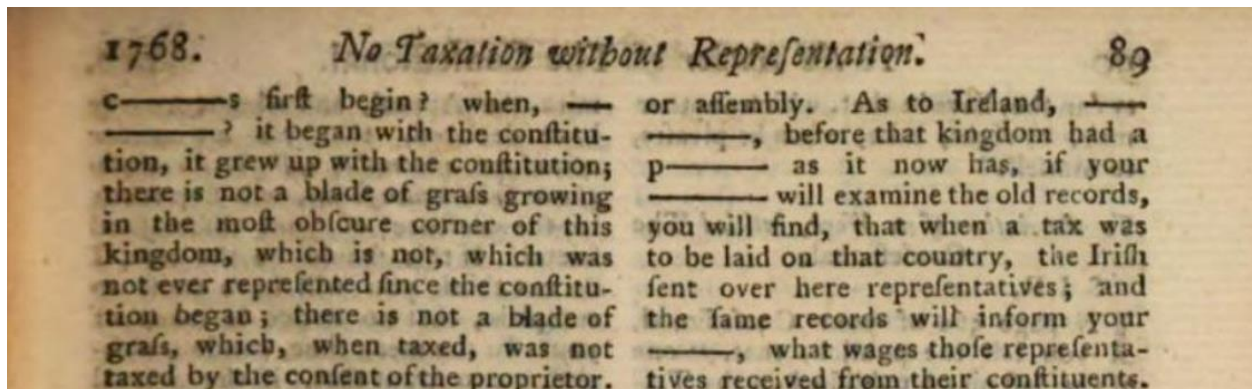 1768. No Taxation without Repreſentation. 89
c———s firſt begin? when, ——
———? it began with the conſtitu-
tion, it grew up with the conſtitution;
there is not a blade of graſs growing
in the moſt obſcure corner of this
kingdom, which is not, which was
not ever repreſented ſince the conſtitu-
tion began; there is not a blade of
graſs, which, when taxed, was not
taxed by the conſent of the proprietor.
or aſſembly. As to Ireland, ——
———, before that kingdom had a
p——— as it now has, if your
——— will examine the old records,
you will find, that when a tax was
to be laid on that country, the Iriſh
ſent over here repreſentatives; and
the ſame records will inform your
———, what wages thoſe repreſenta-
tives received from their conſtituents.